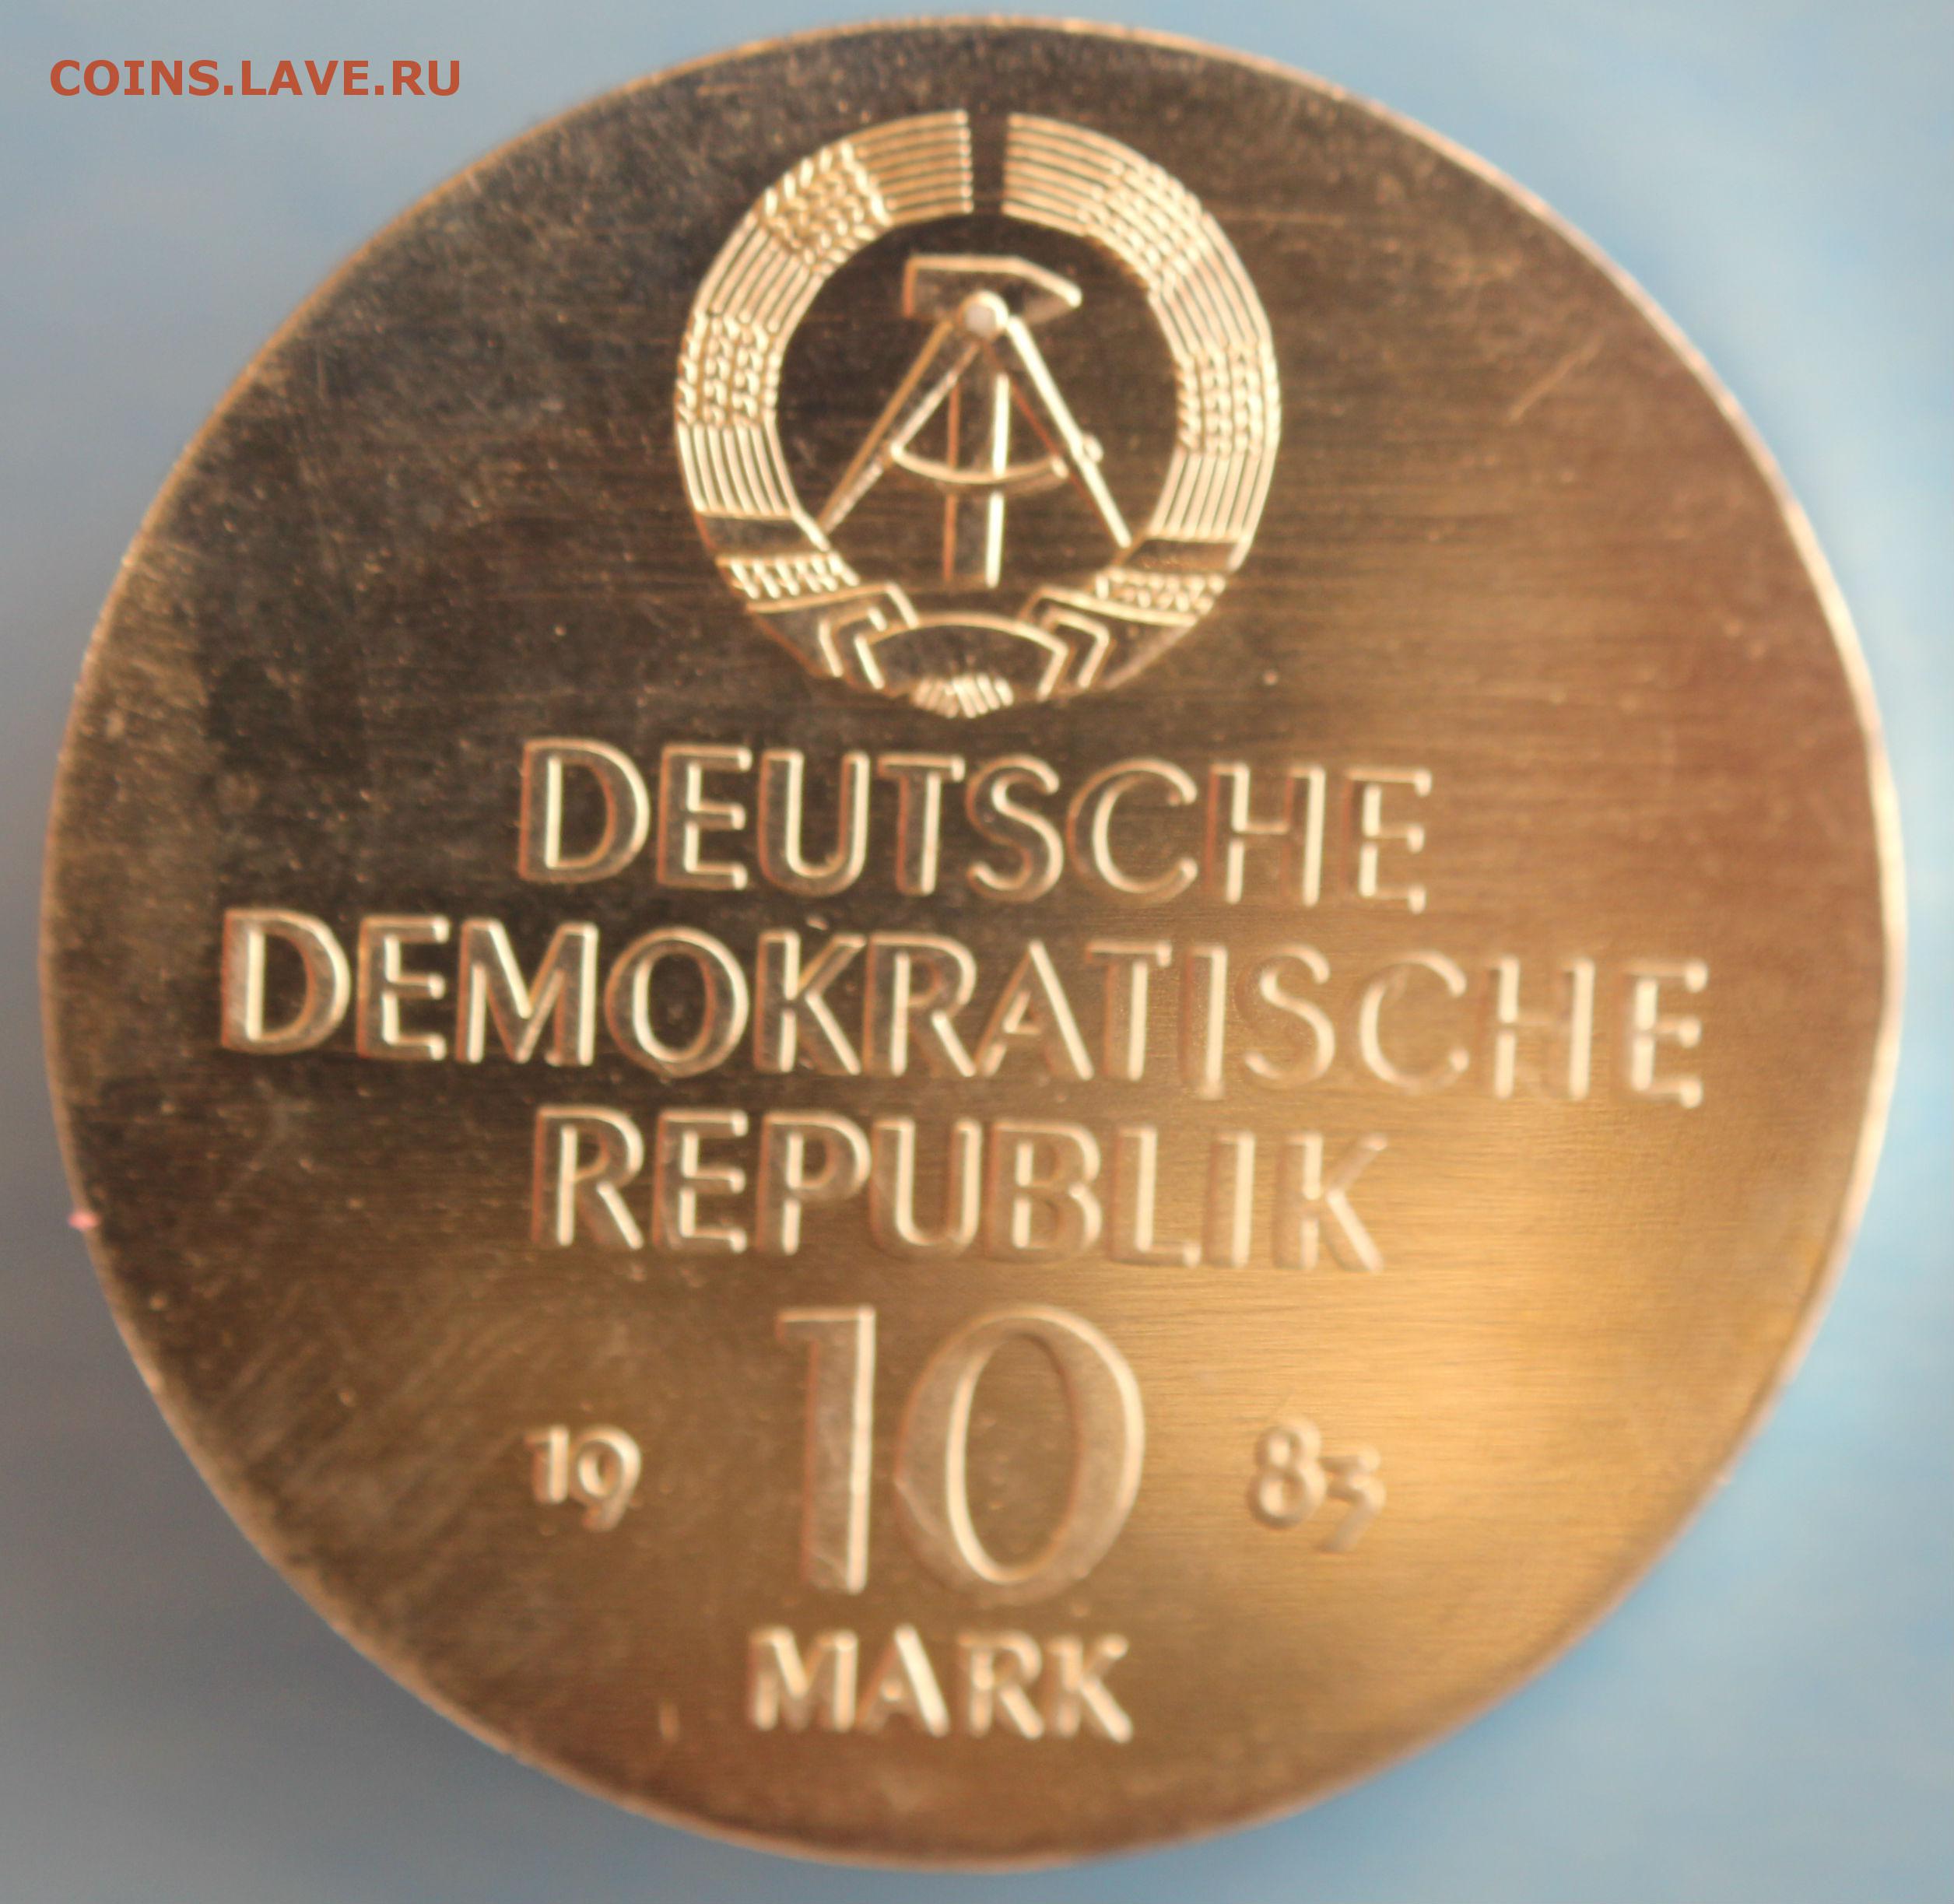 COINS.LAVE.RU
DEUTSCHE
DEMOKRATISCHE
REPUBLIK
19 10 83
MARK